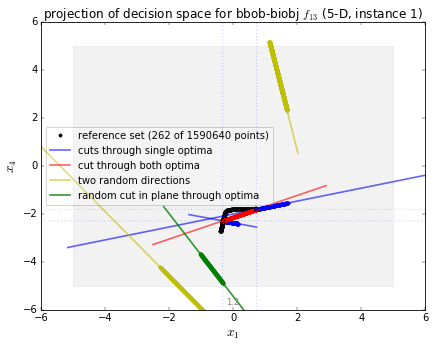 projection of decision space for bbob-biobj f13 (5-D, instance 1)
6
4
2
0
−2
−4
−6
x4
reference set (262 of 1590640 points)
cuts through single optima
cut through both optima
two random directions
random cut in plane through optima
1.2
−6
−4
−2
0
2
4
6
x1